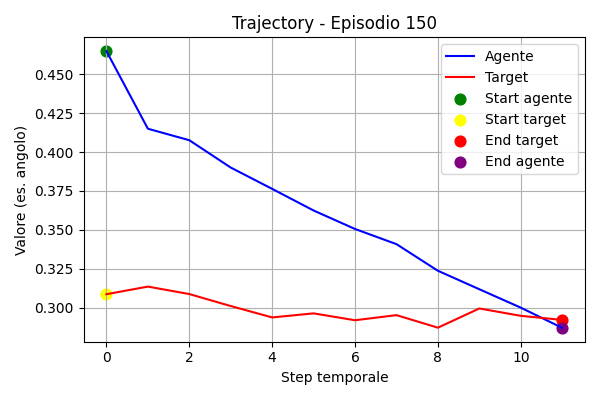 Trajectory - Episodio 150
Valore (es. angolo)
0.450
0.425
0.400
0.375
0.350
0.325
0.300
0
2
4
6
8
10
Step temporale
Agente
Target
Start agente
Start target
End target
End agente